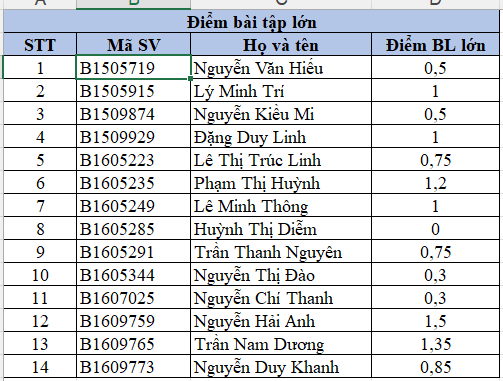 A B C D
Điểm bài tập lớn
STT Mã SV Họ và tên Điểm BL lớn
1 B1505719 Nguyễn Văn Hiếu 0,5
2 B1505915 Lý Minh Trí 1
3 B1509874 Nguyễn Kiều Mi 0,5
4 B1509929 Đặng Duy Linh 1
5 B1605223 Lê Thị Trúc Linh 0,75
6 B1605235 Phạm Thị Huỳnh 1,2
7 B1605249 Lê Minh Thông 1
8 B1605285 Huỳnh Thị Diễm 0
9 B1605291 Trần Thanh Nguyên 0,75
10 B1605344 Nguyễn Thị Đào 0,3
11 B1607025 Nguyễn Chí Thanh 0,3
12 B1609759 Nguyễn Hải Anh 1,5
13 B1609765 Trần Nam Dương 1,35
14 B1609773 Nguyễn Duy Khanh 0,85